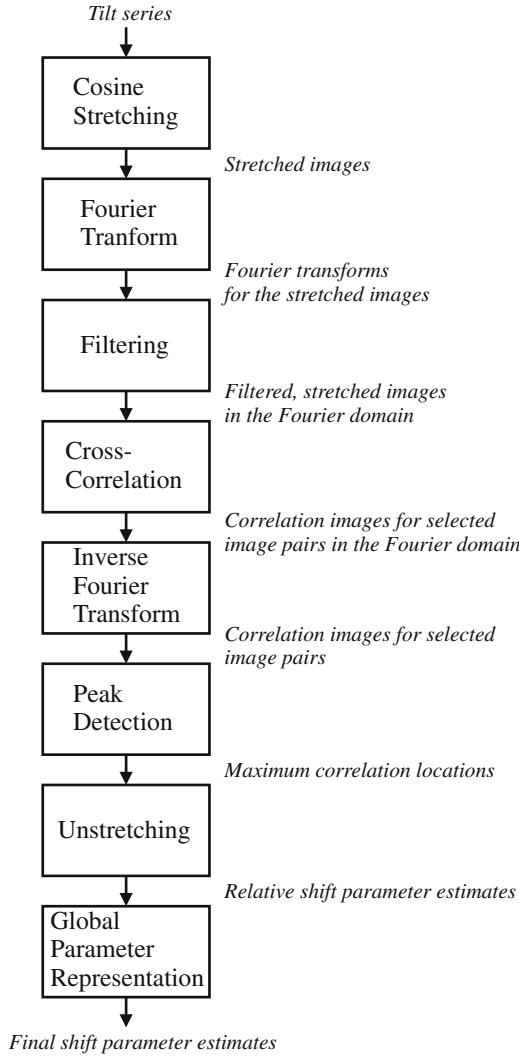 Tilt series
Cosine
Stretching
Stretched images
Fourier
Tranform
Fourier transforms
for the stretched images
Filtering
Filtered, stretched images
in the Fourier domain
Cross-
Correlation
Correlation images for selected
image pairs in the Fourier domain
Inverse
Fourier
Transform
Correlation images for selected
image pairs
Peak
Detection
Maximum correlation locations
Unstretching
Relative shift parameter estimates
Global
Parameter
Representation
Final shift parameter estimates